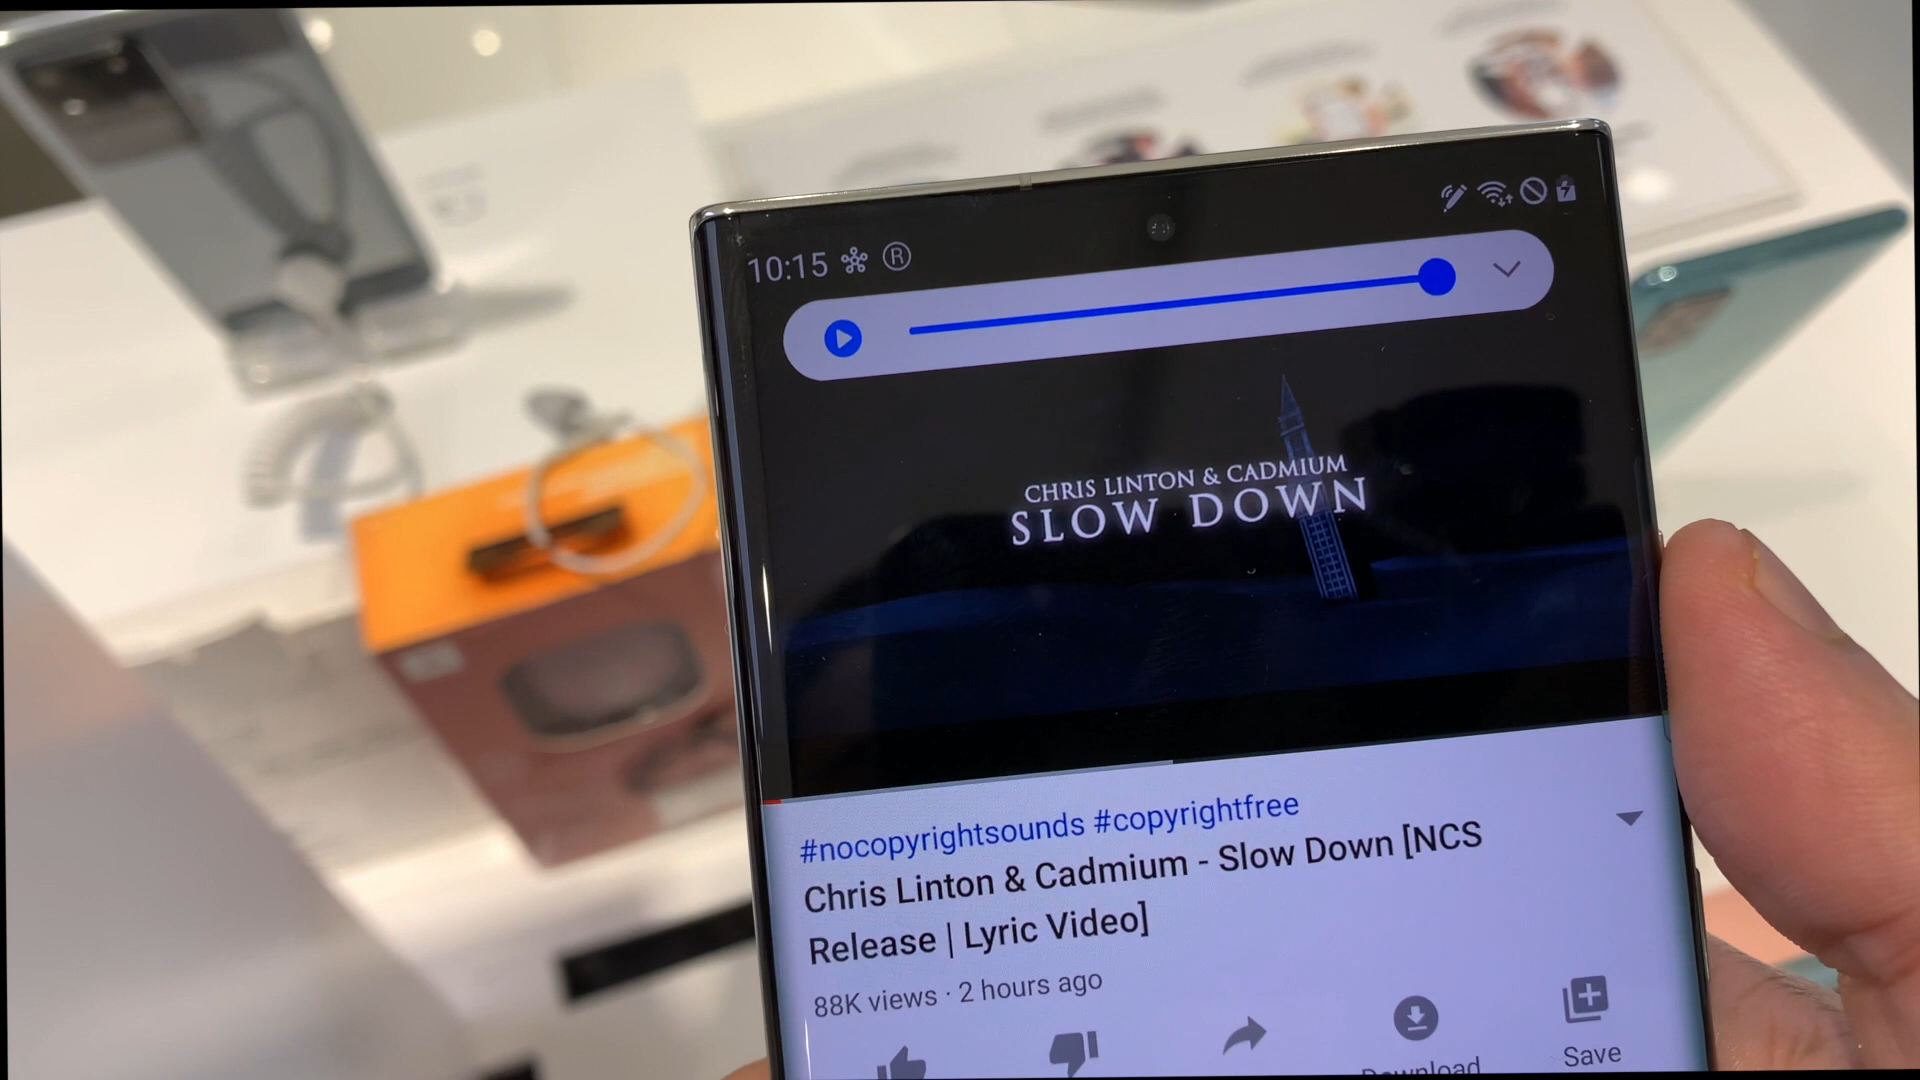 10:15 ®
CHRIS LINTON & CADMIUM
SLOW DOWN
#nocopyrightsounds #copyrightfree
Chris Linton & Cadmium - Slow Down [NCS
Release | Lyric Video]
88K views · 2 hours ago
Download
Save